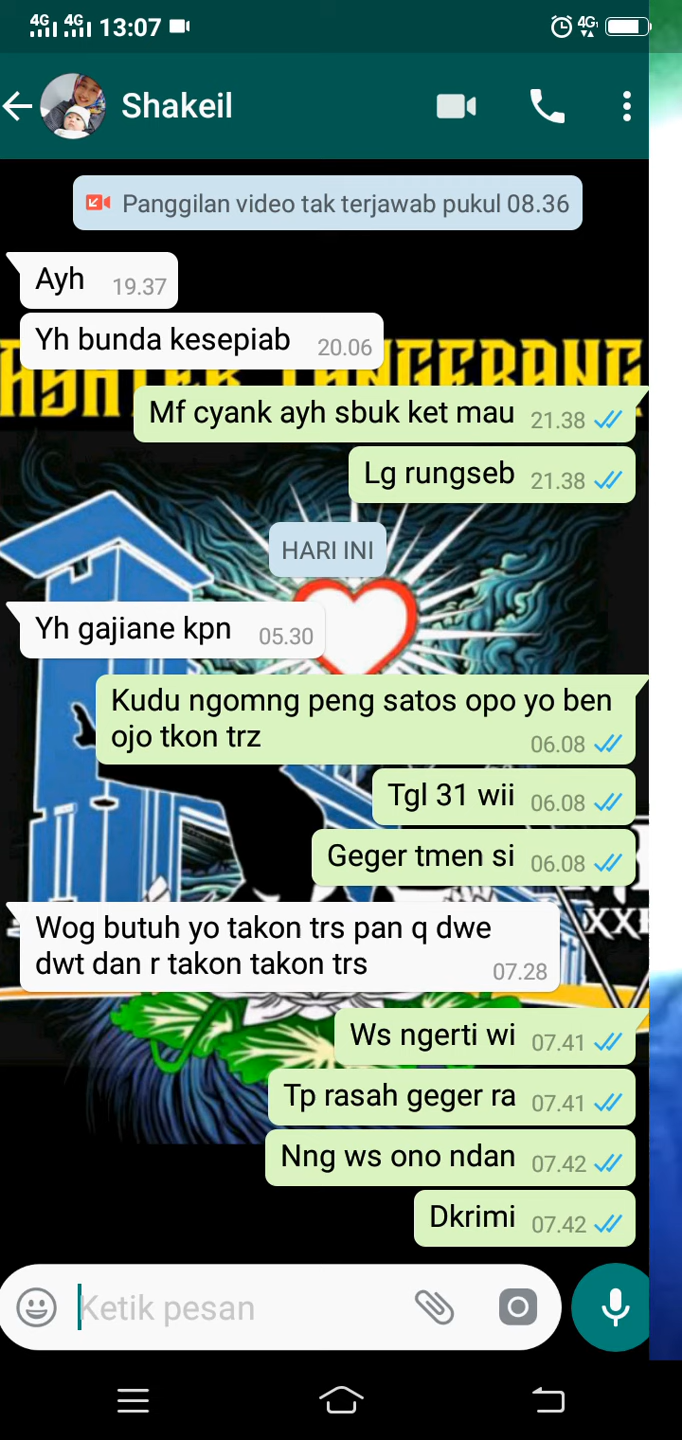 4G 4G 13:07 4G
Shakeil
Panggilan video tak terjawab pukul 08.36
Ayh 19.37
Yh bunda kesepiab 20.06
TANGERANG
Mf cyank ayh sbuk ket mau 21.38
Lg rungseb 21.38
HARI INI
Yh gajiane kpn 05.30
Kudu ngomng peng satos opo yo ben
ojo tkon trz 06.08
Tgl 31 wii 06.08
Geger tmen si 06.08
Wog butuh yo takon trs pan q dwe
dwt dan r takon takon trs 07.28
Ws ngerti wi 07.41
Tp rasah geger ra 07.41
Nng ws ono ndan 07.42
Dkrimi 07.42
Ketik pesan